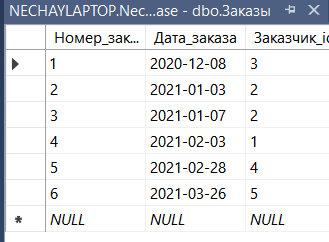 NECHAYLAPTOP.Nec...ase - dbo.Заказы
Номер_зак... Дата_заказа Заказчик_id
1 2020-12-08 3
2 2021-01-03 2
3 2021-01-07 2
4 2021-02-03 1
5 2021-02-28 4
6 2021-03-26 5
NULL NULL NULL